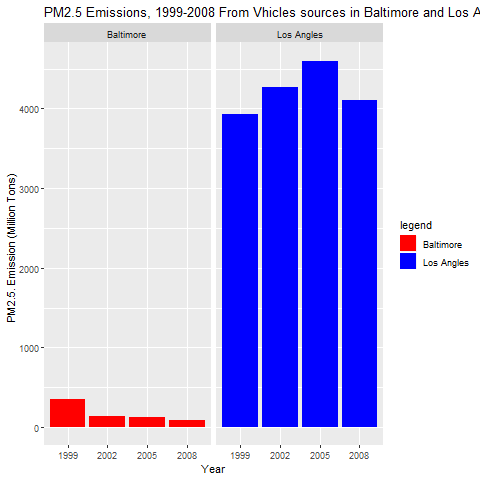 PM2.5 Emissions, 1999-2008 From Vhicles sources in Baltimore and Los A
Baltimore
Los Angles
4000
3000
2000
1000
0
PM2.5. Emission (Million Tons)
1999 2002 2005 2008
1999 2002 2005 2008
Year
legend
Baltimore
Los Angles